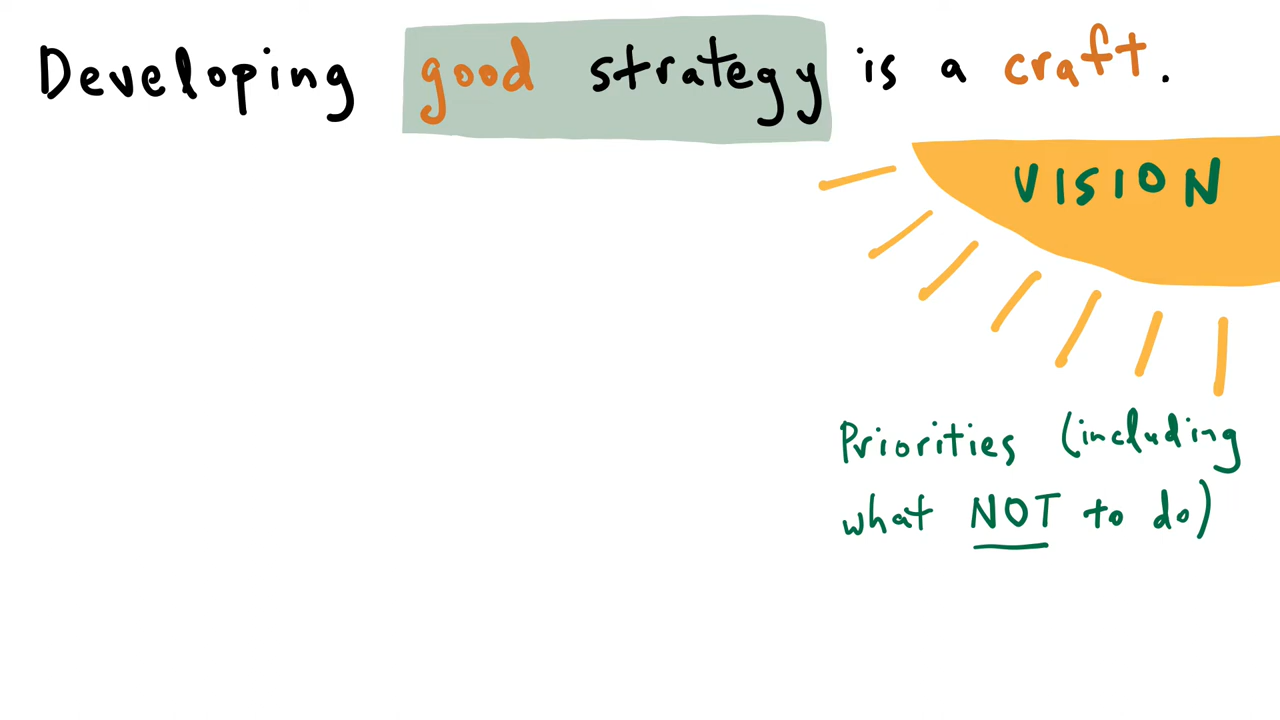 Developing good strategy is a craft.
VISION
Priorities (including
what NOT to do)